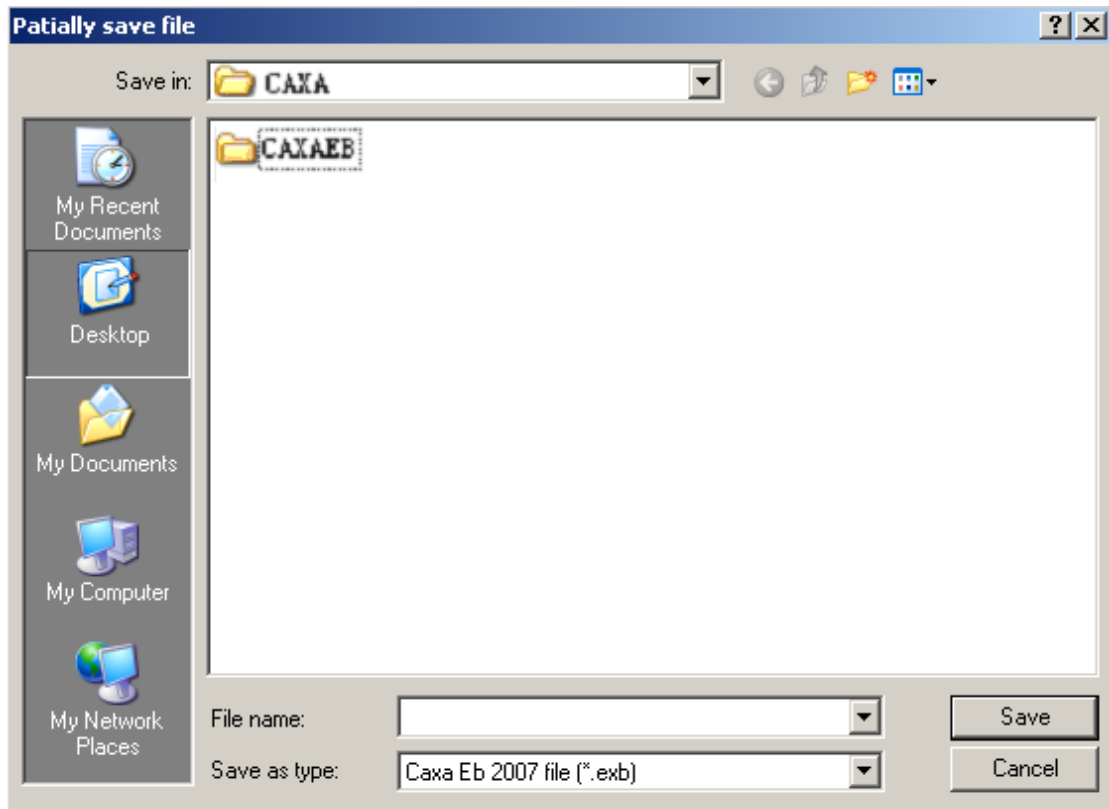 Patially save file
Save in:
CAXA
CAXAEB
My Recent
Documents
Desktop
My Documents
My Computer
My Network
Places
File name:
Save
Save as type:
Caxa Eb 2007 file (*.exb)
Cancel